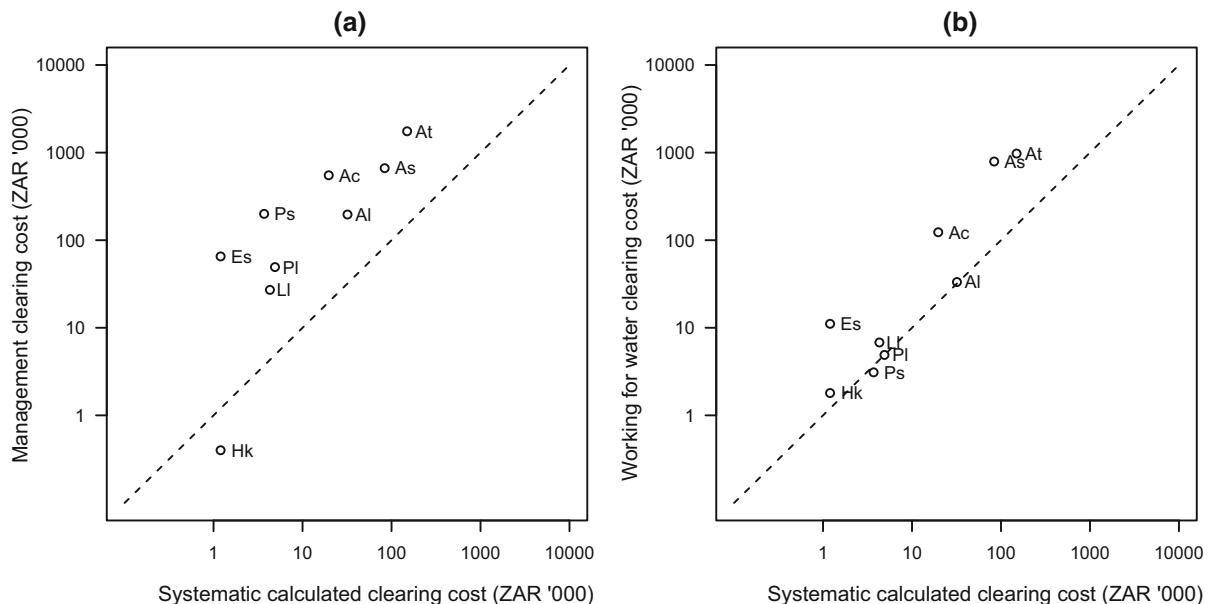 (a)
Management clearing cost (ZAR '000)
10000
1000
100
10
1
At
As
Ac
Al
Ps
Es
Pl
Ll
Hk
1 10 100 1000 10000
Systematic calculated clearing cost (ZAR '000)
(b)
Working for water clearing cost (ZAR '000)
10000
1000
100
10
1
At
As
Ac
Al
Es
Ll
Pl
Ps
Hk
1 10 100 1000 10000
Systematic calculated clearing cost (ZAR '000)